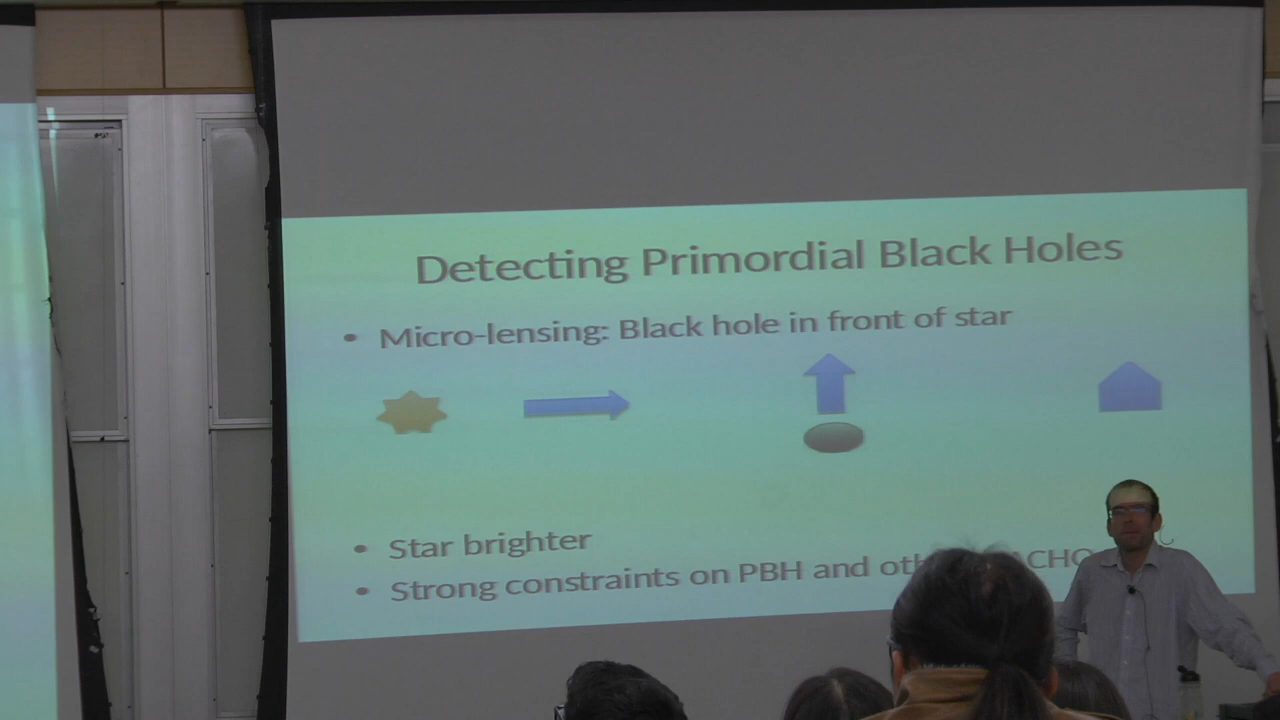 Detecting Primordial Black Holes
• Micro-lensing: Black hole in front of star
• Star brighter
• Strong constraints on PBH and